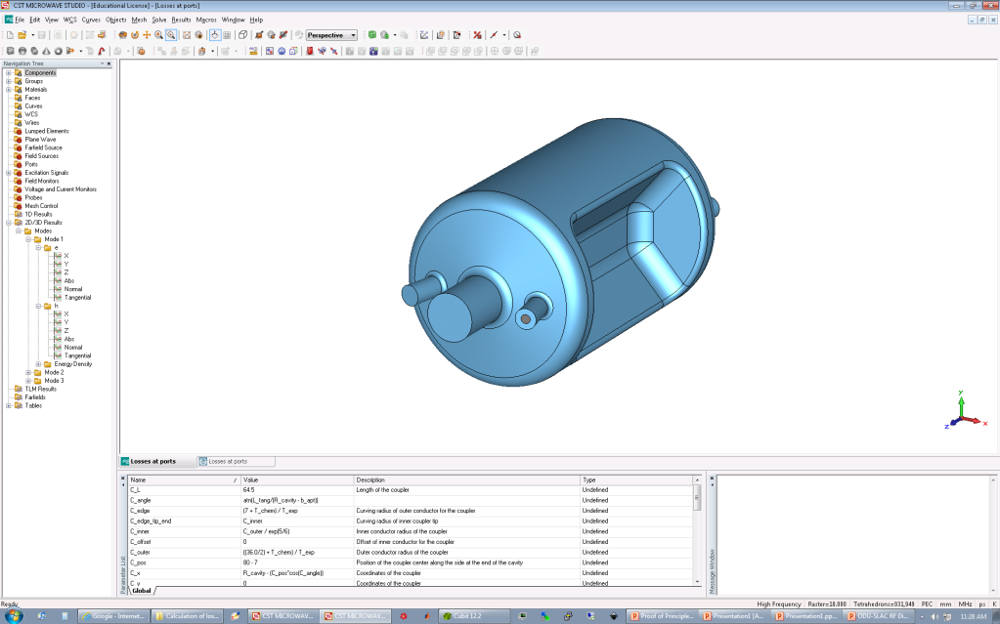 CST MICROWAVE STUDIO - [Educational License] - [Losses at ports]
File Edit View WCS Curves Objects Mesh Solve Results Macros Window Help
Perspective
Navigation Tree
Components
Groups
Materials
Faces
Curves
WCS
Wires
Lumped Elements
Plane Wave
Farfield Source
Field Sources
Ports
Excitation Signals
Field Monitors
Voltage and Current Monitors
Probes
Mesh Control
1D Results
2D/3D Results
Modes
Mode 1
e
X
Y
Z
Abs
Normal
Tangential
h
X
Y
Z
Abs
Normal
Tangential
Energy Density
Mode 2
Mode 3
TLM Results
Farfields
Tables
y
x
z
Losses at ports Losses at ports
Name / Value Description Type
C_L 64.5 Length of the coupler Undefined
C_angle atn(L_tang/(R_cavity - b_apt)) Undefined
C_edge (7 + T_chem) / T_exp Curving radius of outer conductor for the coupler Undefined
C_edge_tip_end C_inner Curving radius of inner coupler tip Undefined
C_inner C_outer / exp(5/6) Inner conductor radius of the coupler Undefined
C_offset 0 Offset of inner conductor for the coupler Undefined
C_outer ((36.0/2) + T_chem) / T_exp Outer conductor radius of the coupler Undefined
C_pos 80 - 7 Position of the coupler center along the side at the end of the cavity Undefined
C_x R_cavity - (C_pos*cos(C_angle)) Coordinates of the coupler Undefined
C_y 0 Coordinates of the coupler Undefined
Global
Parameter List
Message Window
Ready
High Frequency Raster=10.000 Tetrahedrons=931,949 PEC mm MHz ps K
Google - Internet... Calculation of los... CST MICROWAV... CST MICROWAV... Cubit 12.2 Proof of Principle... Presentation1 [A... Presentation1.pp... ODU-SLAC RF Di... 11:28 AM